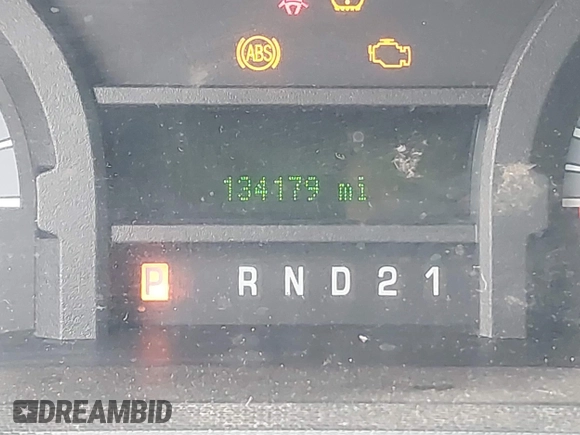 ABS
134179 mi
P R N D 2 1
DREAMBID